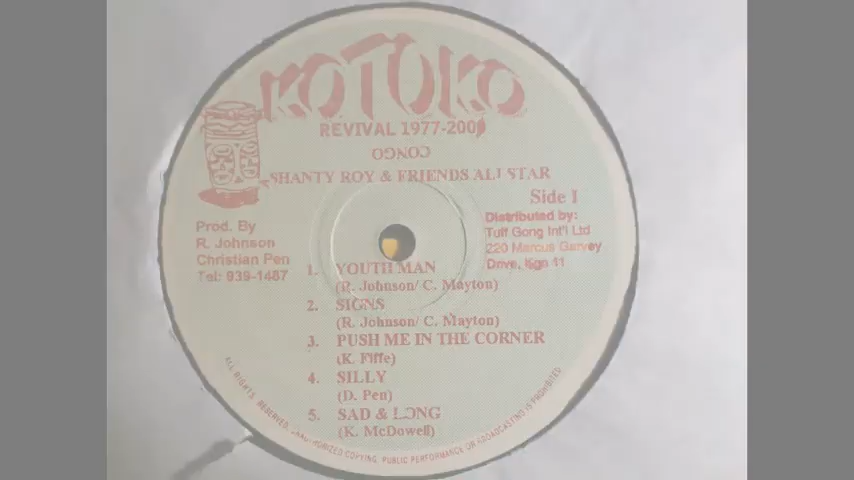 KOTOKO
REVIVAL 1977-200
CONGO
SHANTY ROY & FRIENDS ALL STAR
Side I
Prod. By
R. Johnson
Christian Pen
Tel: 939-1487
Distributed by:
Tuff Gong Int'l Ltd
220 Marcus Garvey
Drive, Kgn 11
1. YOUTH MAN
(R. Johnson/ C. Mayton)
2. SIGNS
(R. Johnson/ C. Mayton)
3. PUSH ME IN THE CORNER
(K. Fiffe)
4. SILLY
(D. Pen)
5. SAD & LONG
(K. McDowell)
ALL RIGHTS RESERVED, UNAUTHORIZED COPYING, PUBLIC PERFORMANCE OR BROADCASTING IS PROHIBITED